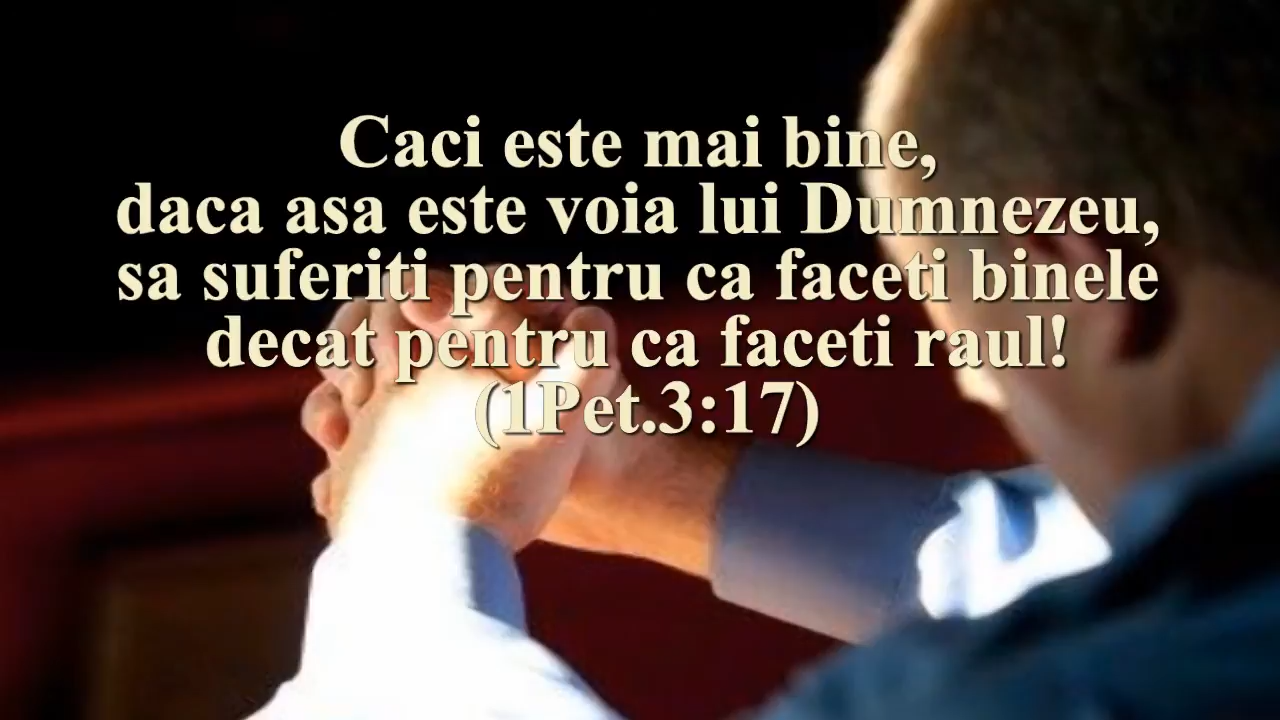 Caci este mai bine,
daca asa este voia lui Dumnezeu,
sa suferiti pentru ca faceti binele
decat pentru ca faceti raul!
(1Pet.3:17)